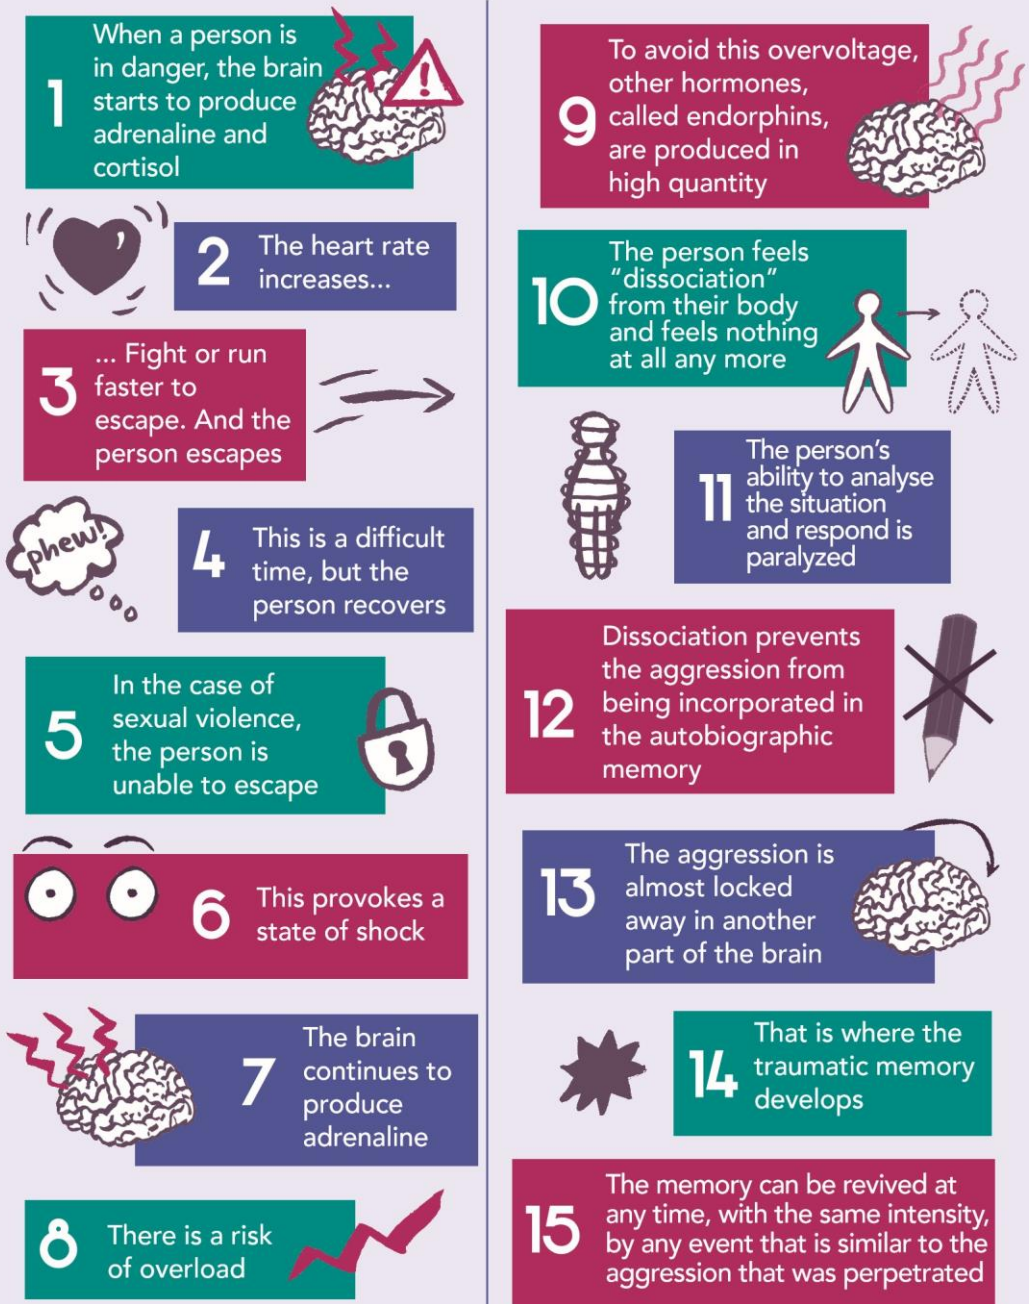 1
When a person is
in danger, the brain
starts to produce
adrenaline and
cortisol
!
2
The heart rate
increases...
3
... Fight or run
faster to
escape. And the
person escapes
phew!
4
This is a difficult
time, but the
person recovers
5
In the case of
sexual violence,
the person is
unable to escape
6
This provokes a
state of shock
7
The brain
continues to
produce
adrenaline
8
There is a risk
of overload
9
To avoid this overvoltage,
other hormones,
called endorphins,
are produced in
high quantity
10
The person feels
“dissociation”
from their body
and feels nothing
at all any more
11
The person’s
ability to analyse
the situation
and respond is
paralyzed
12
Dissociation prevents
the aggression from
being incorporated in
the autobiographic
memory
13
The aggression is
almost locked
away in another
part of the brain
14
That is where the
traumatic memory
develops
15
The memory can be revived at
any time, with the same intensity,
by any event that is similar to the
aggression that was perpetrated